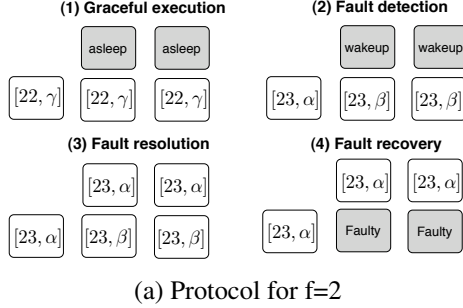 (1) Graceful execution
asleep asleep
[22, γ] [22, γ] [22, γ]
(2) Fault detection
wakeup wakeup
[23, α] [23, β] [23, β]
(3) Fault resolution
[23, α] [23, α]
[23, α] [23, β] [23, β]
(4) Fault recovery
[23, α] [23, α]
[23, α] Faulty Faulty
(a) Protocol for f=2